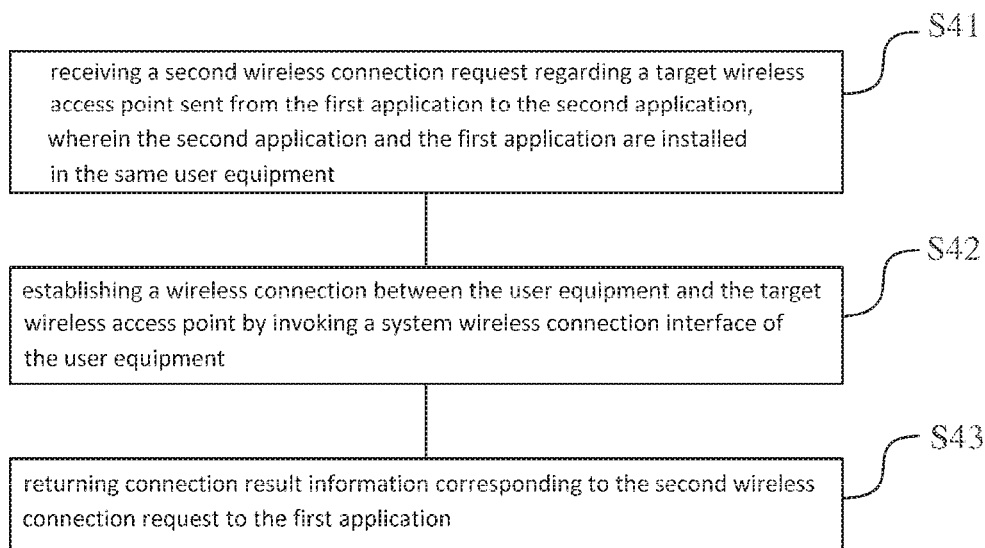 S41
receiving a second wireless connection request regarding a target wireless
access point sent from the first application to the second application,
wherein the second application and the first application are installed
in the same user equipment
S42
establishing a wireless connection between the user equipment and the target
wireless access point by invoking a system wireless connection interface of
the user equipment
S43
returning connection result information corresponding to the second wireless
connection request to the first application